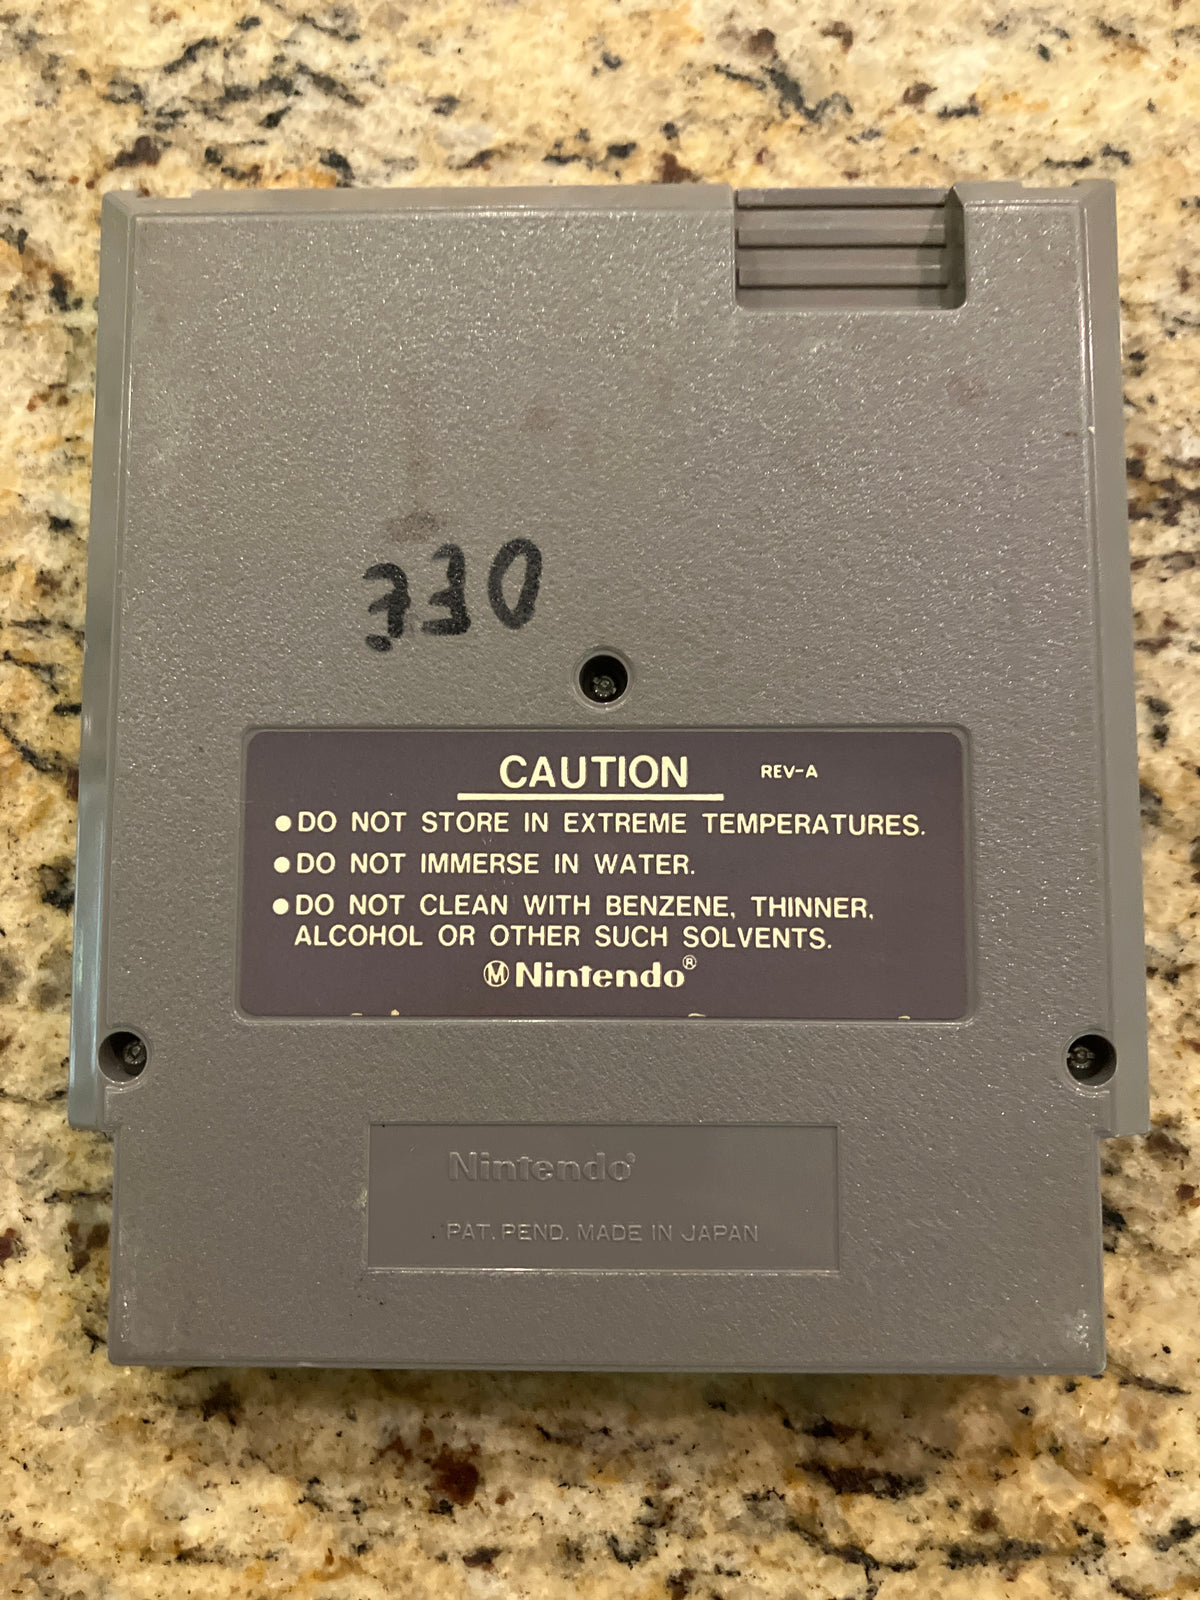 330
CAUTION REV-A
●DO NOT STORE IN EXTREME TEMPERATURES.
●DO NOT IMMERSE IN WATER.
●DO NOT CLEAN WITH BENZENE, THINNER,
ALCOHOL OR OTHER SUCH SOLVENTS.
ⓂNintendo®
Nintendo®
PAT. PEND. MADE IN JAPAN